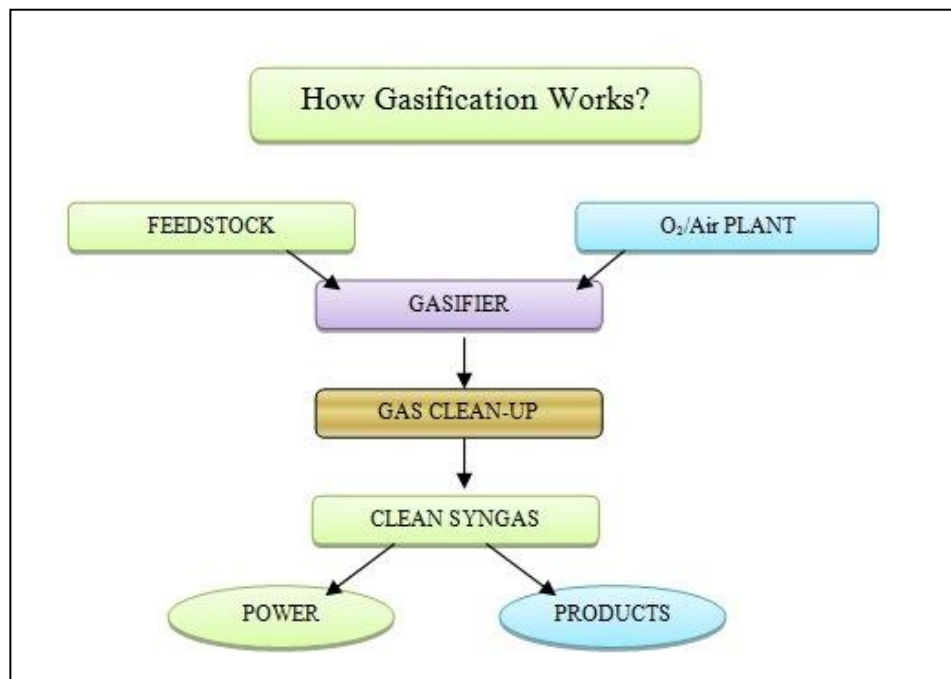 How Gasification Works?
FEEDSTOCK
O₂/Air PLANT
GASIFIER
GAS CLEAN-UP
CLEAN SYNGAS
POWER
PRODUCTS